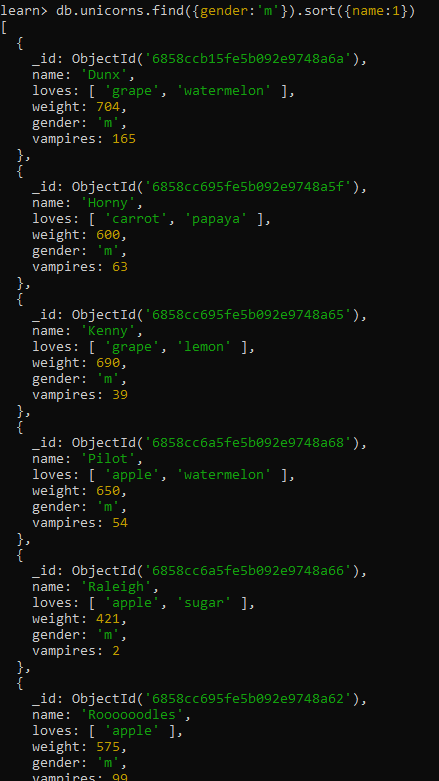 learn> db.unicorns.find({gender:'m'}).sort({name:1})
[
  {
    _id: ObjectId('6858ccb15fe5b092e9748a6a'),
    name: 'Dunx',
    loves: [ 'grape', 'watermelon' ],
    weight: 704,
    gender: 'm',
    vampires: 165
  },
  {
    _id: ObjectId('6858cc695fe5b092e9748a5f'),
    name: 'Horny',
    loves: [ 'carrot', 'papaya' ],
    weight: 600,
    gender: 'm',
    vampires: 63
  },
  {
    _id: ObjectId('6858cc695fe5b092e9748a65'),
    name: 'Kenny',
    loves: [ 'grape', 'lemon' ],
    weight: 690,
    gender: 'm',
    vampires: 39
  },
  {
    _id: ObjectId('6858cc6a5fe5b092e9748a68'),
    name: 'Pilot',
    loves: [ 'apple', 'watermelon' ],
    weight: 650,
    gender: 'm',
    vampires: 54
  },
  {
    _id: ObjectId('6858cc6a5fe5b092e9748a66'),
    name: 'Raleigh',
    loves: [ 'apple', 'sugar' ],
    weight: 421,
    gender: 'm',
    vampires: 2
  },
  {
    _id: ObjectId('6858cc695fe5b092e9748a62'),
    name: 'Roooooodles',
    loves: [ 'apple' ],
    weight: 575,
    gender: 'm',
    vampires: 99